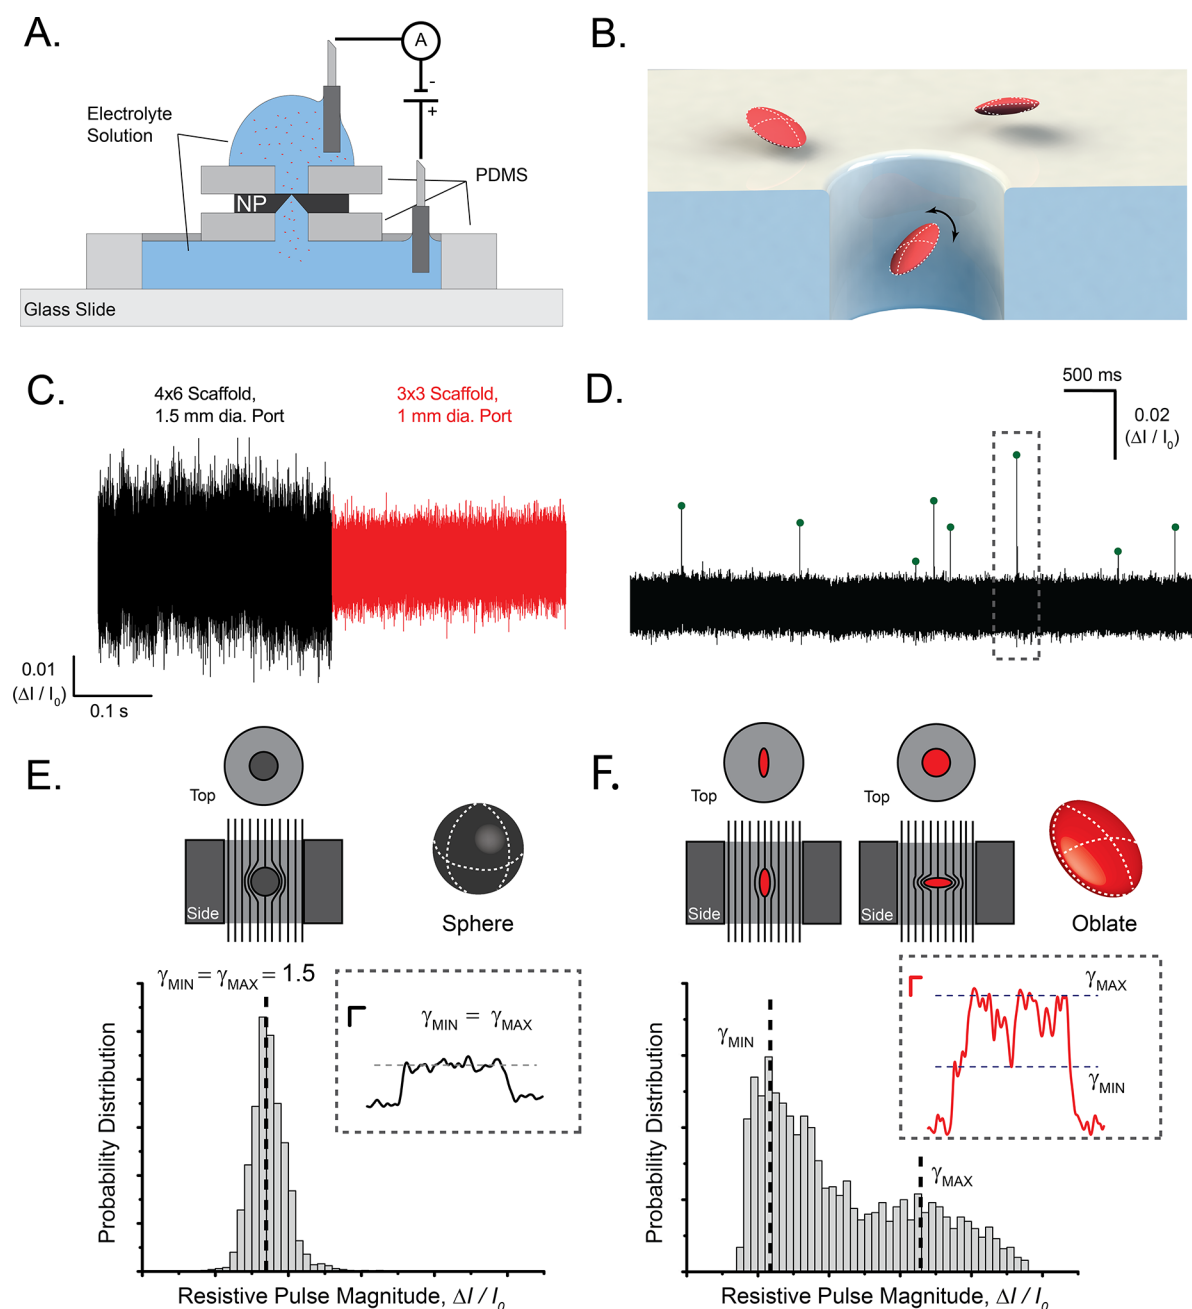 A.
A
-
+
Electrolyte
Solution
PDMS
NP
Glass Slide
B.
C.
4x6 Scaffold,
1.5 mm dia. Port
3x3 Scaffold,
1 mm dia. Port
0.01
(ΔI / I₀)
0.1 s
D.
500 ms
0.02
(ΔI / I₀)
E.
Top
Side
Sphere
γMIN = γMAX = 1.5
γMIN = γMAX
Probability Distribution
Resistive Pulse Magnitude, ΔI / I₀
F.
Top
Top
Side
Side
Oblate
γMAX
γMIN
γMIN
γMAX
Probability Distribution
Resistive Pulse Magnitude, ΔI / I₀